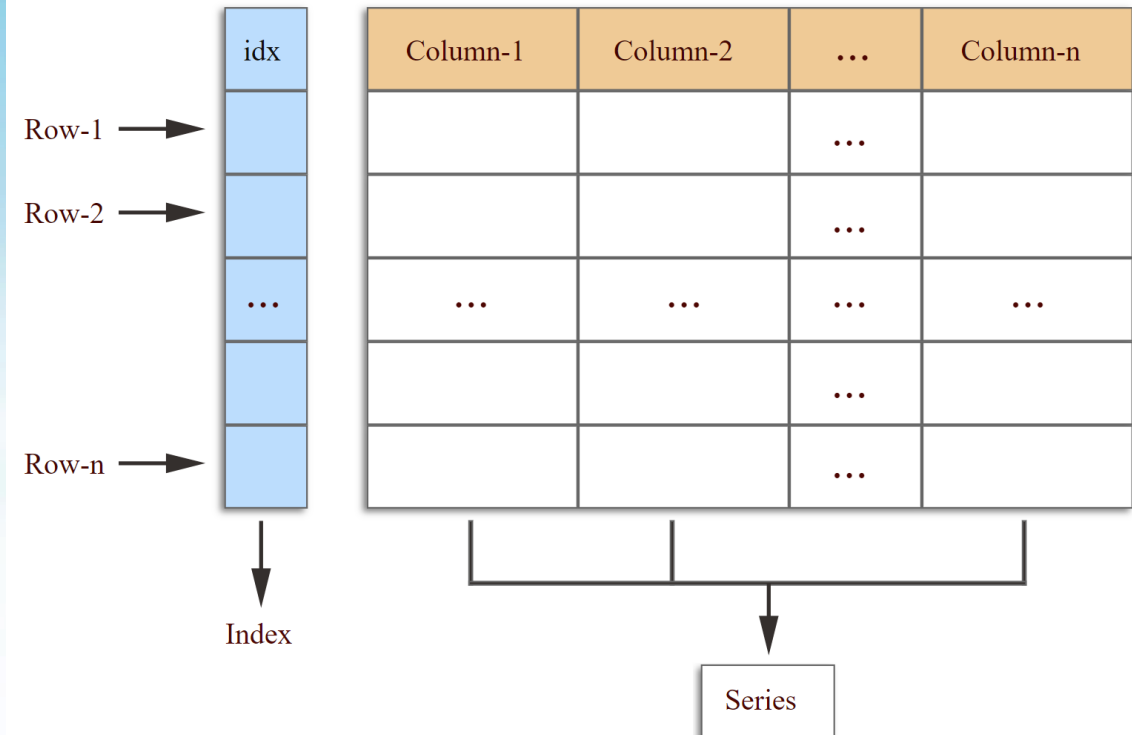 idx Column-1 Column-2 ... Column-n
Row-1 ...
Row-2 ...
... ... ... ... ...
...
Row-n ...
Index
Series